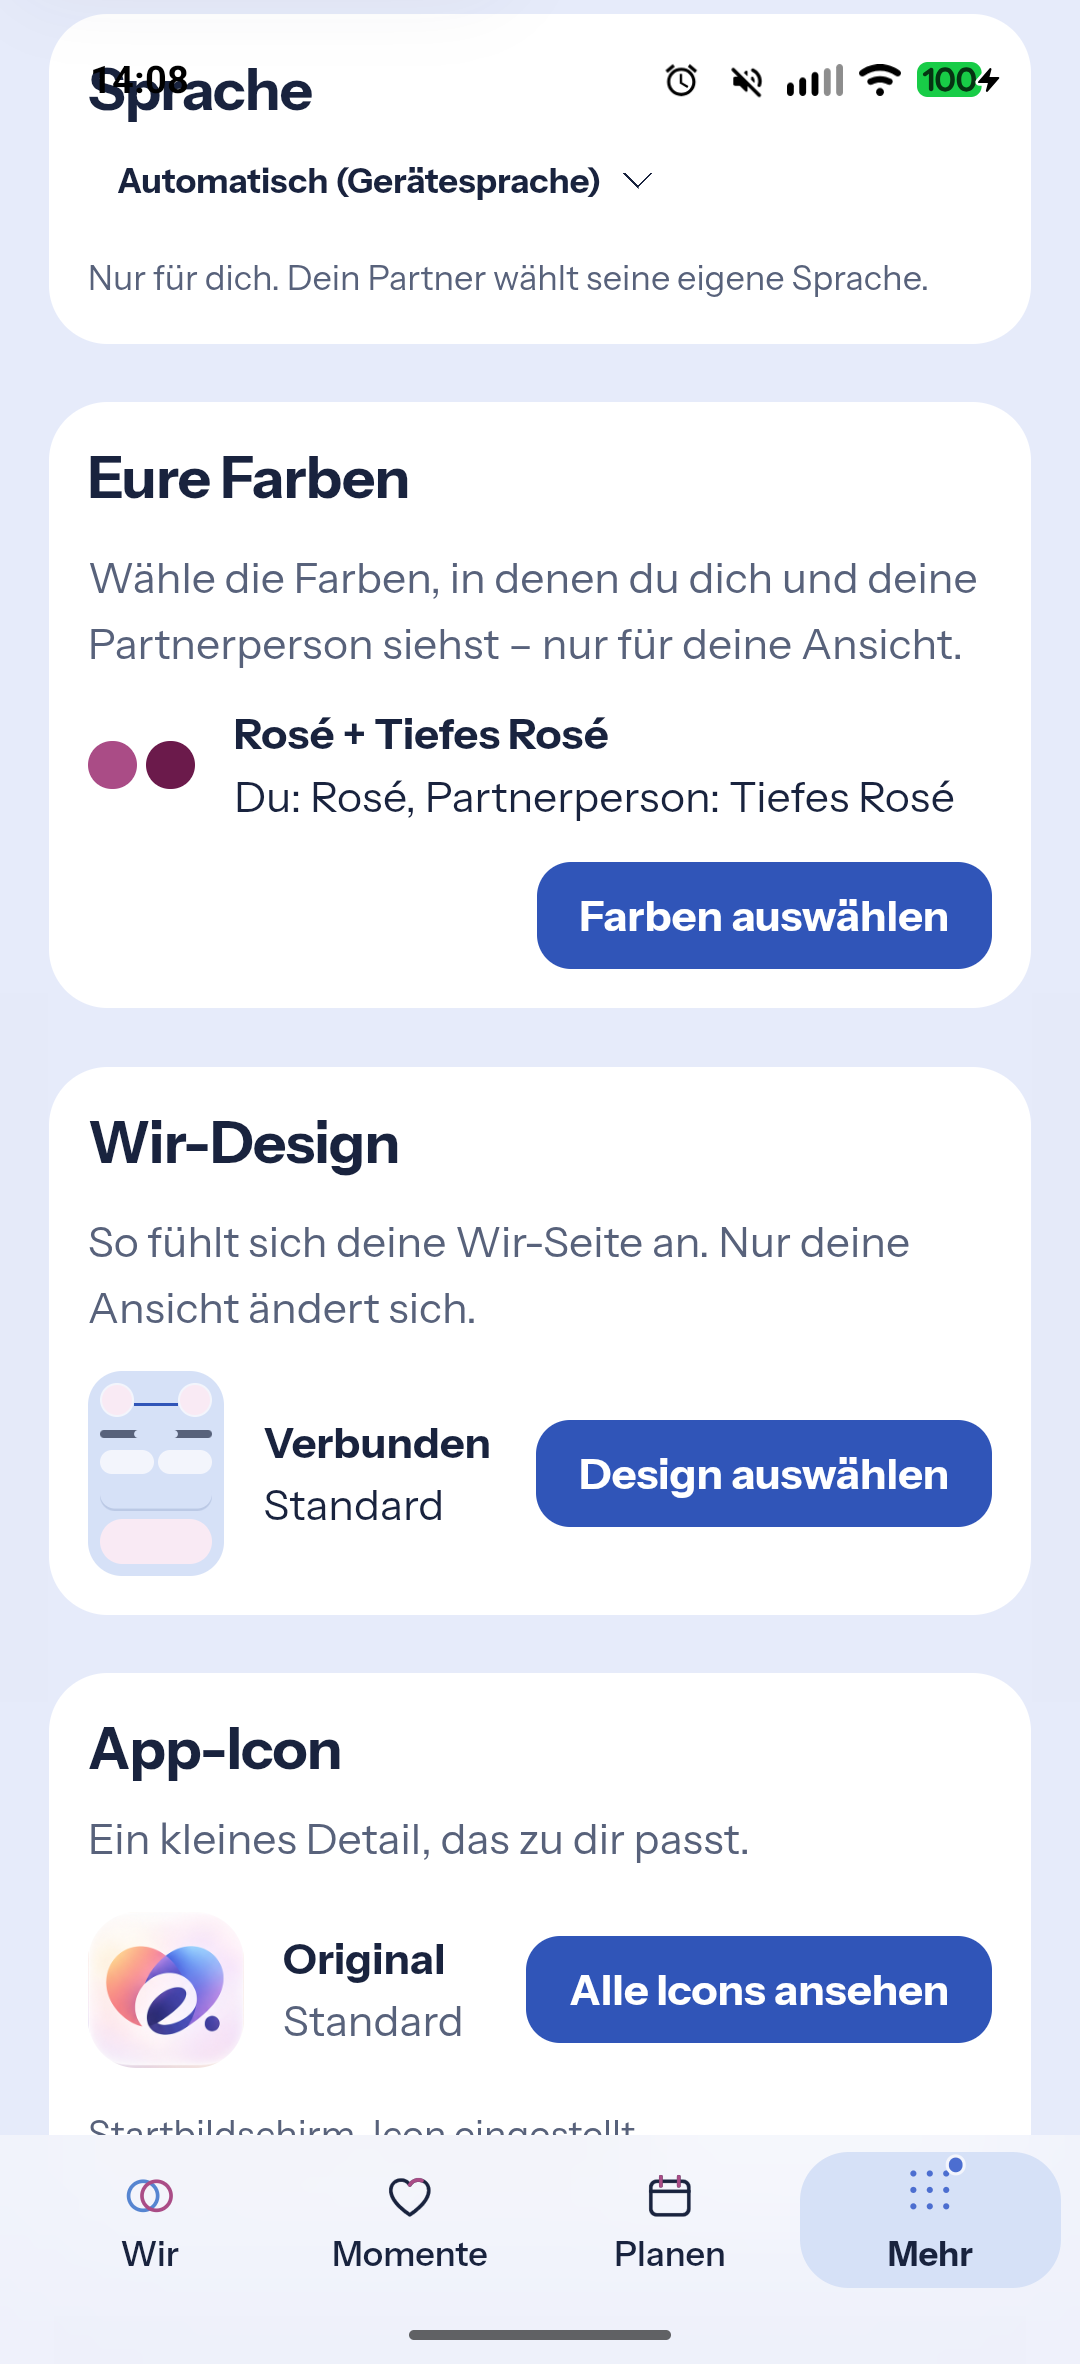 14:08
100
Sprache
Automatisch (Gerätesprache)
Nur für dich. Dein Partner wählt seine eigene Sprache.
Eure Farben
Wähle die Farben, in denen du dich und deine
Partnerperson siehst – nur für deine Ansicht.
Rosé + Tiefes Rosé
Du: Rosé, Partnerperson: Tiefes Rosé
Farben auswählen
Wir-Design
So fühlt sich deine Wir-Seite an. Nur deine
Ansicht ändert sich.
Verbunden
Standard
Design auswählen
App-Icon
Ein kleines Detail, das zu dir passt.
Original
Standard
Alle Icons ansehen
Startbildschirm-Icon eingestellt
Wir
Momente
Planen
Mehr